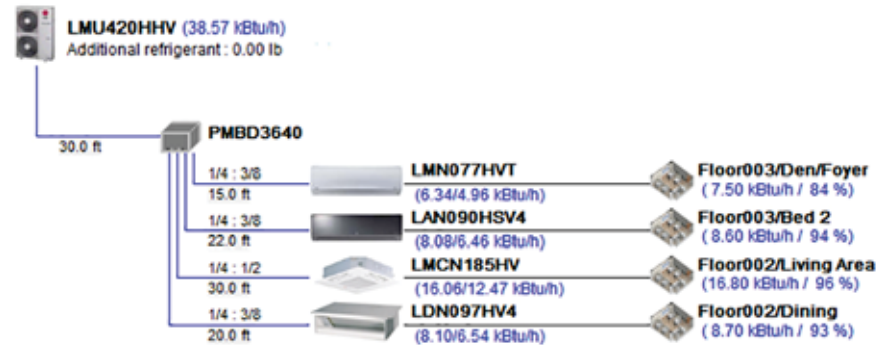 LMU420HHV (38.57 kBtu/h)
Additional refrigerant : 0.00 lb
30.0 ft
PMBD3640
1/4 : 3/8
15.0 ft
LMN077HVT
(6.34/4.96 kBtu/h)
Floor003/Den/Foyer
( 7.50 kBtu/h / 84 %)
1/4 : 3/8
22.0 ft
LAN090HSV4
(8.08/6.46 kBtu/h)
Floor003/Bed 2
( 8.60 kBtu/h / 94 %)
1/4 : 1/2
30.0 ft
LMCN185HV
(16.06/12.47 kBtu/h)
Floor002/Living Area
(16.80 kBtu/h / 96 %)
1/4 : 3/8
20.0 ft
LDN097HV4
(8.10/6.54 kBtu/h)
Floor002/Dining
( 8.70 kBtu/h / 93 %)